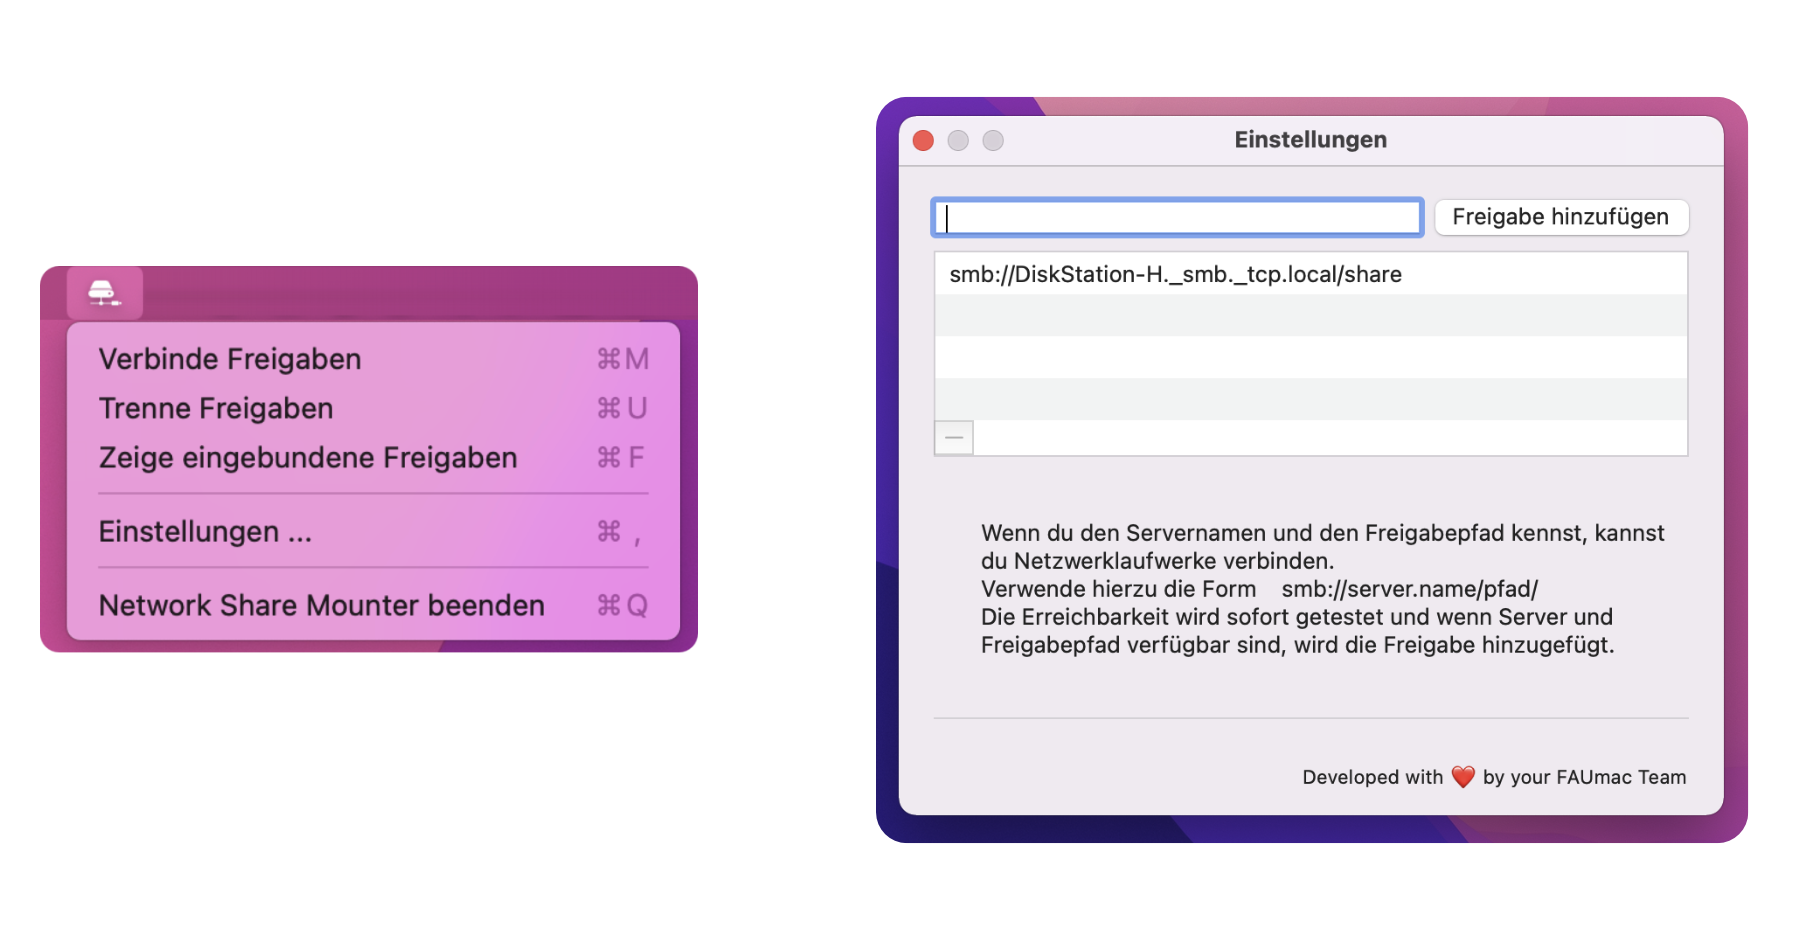 Verbinde Freigaben ⌘M
Trenne Freigaben ⌘U
Zeige eingebundene Freigaben ⌘F
Einstellungen ... ⌘,
Network Share Mounter beenden ⌘Q
Einstellungen
Freigabe hinzufügen
smb://DiskStation-H._smb._tcp.local/share
Wenn du den Servernamen und den Freigabepfad kennst, kannst
du Netzwerklaufwerke verbinden.
Verwende hierzu die Form smb://server.name/pfad/
Die Erreichbarkeit wird sofort getestet und wenn Server und
Freigabepfad verfügbar sind, wird die Freigabe hinzugefügt.
Developed with ❤️ by your FAUmac Team